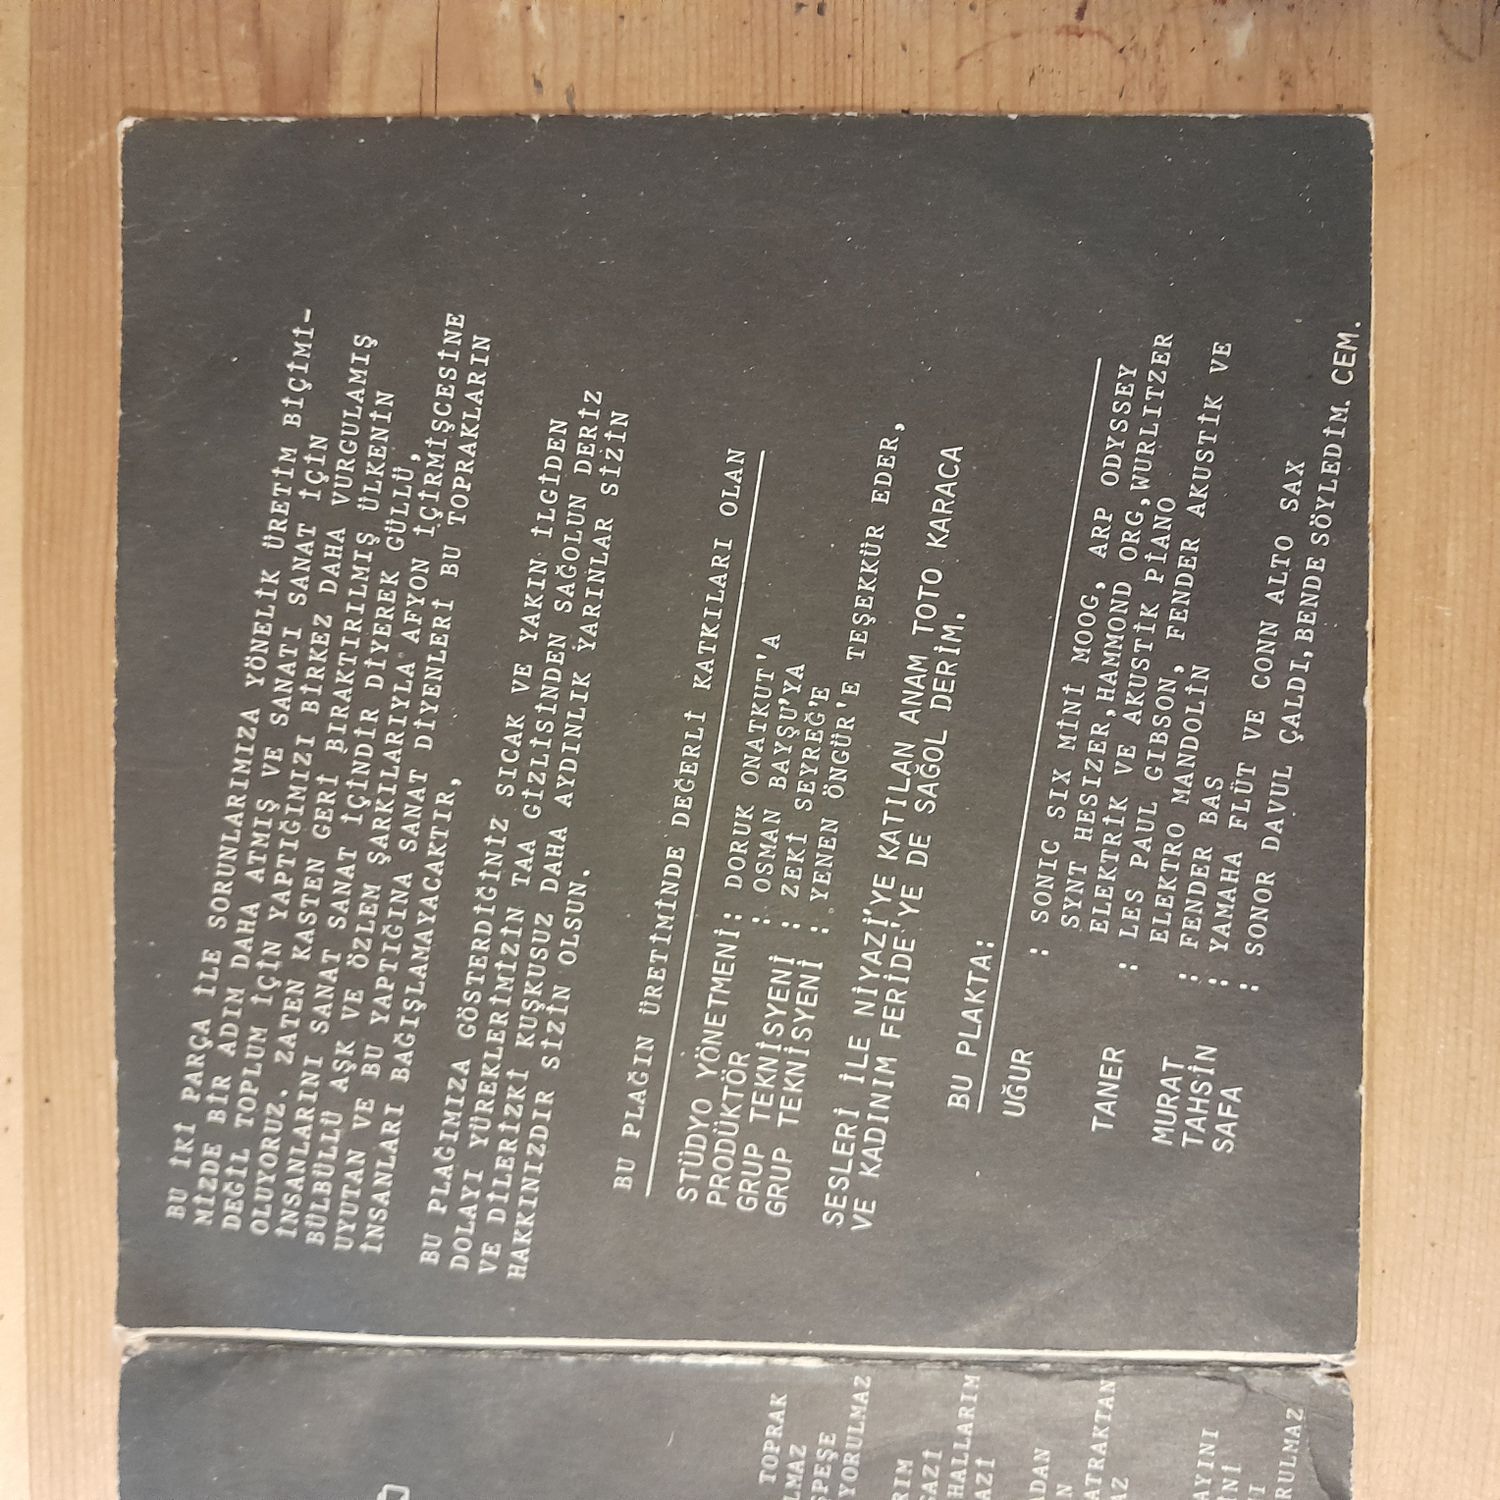 BU İKİ PARÇA İLE SORUNLARIMIZA YÖNELİK ÜRETİM BİÇİMİ-
MİZDE BİR ADIM DAHA ATMIŞ VE SANATI SANAT İÇİN
DEĞİL TOPLUM İÇİN YAPTIĞIMIZI BİRKEZ DAHA VURGULAMIŞ
OLUYORUZ. ZATEN KASTEN GERİ BIRAKTIRILMIŞ ÜLKENİN
İNSANLARINI SANAT SANAT İÇİNDİR DİYEREK GÜLLÜ,
BÜLBÜLLÜ AŞK VE ÖZLEM ŞARKILARIYLA AFYON İÇİRMİŞCESİNE
UYUTAN VE BU YAPTIĞINA SANAT DİYENLERİ BU TOPRAKLARIN
İNSANLARI BAĞIŞLAMAYACAKTIR,
BU PLAĞIMIZA GÖSTERDİĞİNİZ SICAK VE YAKIN İLGİDEN
DOLAYI YÜREKLERİMİZİN TAA GİZLİSİNDEN SAĞOLUN DERİZ
VE DİLERİZKİ KUŞKUSUZ DAHA AYDINLIK YARINLAR SİZİN
HAKKINIZDIR SİZİN OLSUN.
BU PLAĞIN ÜRETİMİNDE DEĞERLİ KATKILARI OLAN
STÜDYO YÖNETMENİ: DORUK ONATKUT'A
PRODÜKTÖR : OSMAN BAYŞU'YA
GRUP TEKNİSYENİ : ZEKİ SEYREĞ'E
GRUP TEKNİSYENİ : YENEN ÖNGÜR'E TEŞEKKÜR EDER,
SESLERİ İLE NİYAZİ'YE KATILAN ANAM TOTO KARACA
VE KADINIM FERİDE'YE DE SAĞOL DERİM.
BU PLAKTA:
UĞUR : SONIC SIX MİNİ MOOG, ARP ODYSSEY
SYNT HESIZER,HAMMOND ORG,WURLITZER
ELEKTRİK VE AKUSTİK PİANO
TANER : LES PAUL GIBSON, FENDER AKUSTİK VE
ELEKTRO MANDOLİN
MURAT : FENDER BAS
TAHSİN : YAMAHA FLÜT VE CONN ALTO SAX
SAFA : SONOR DAVUL ÇALDI,BENDE SÖYLEDİM. CEM.
TOPRAK
YORULMAZ
HALLARIM